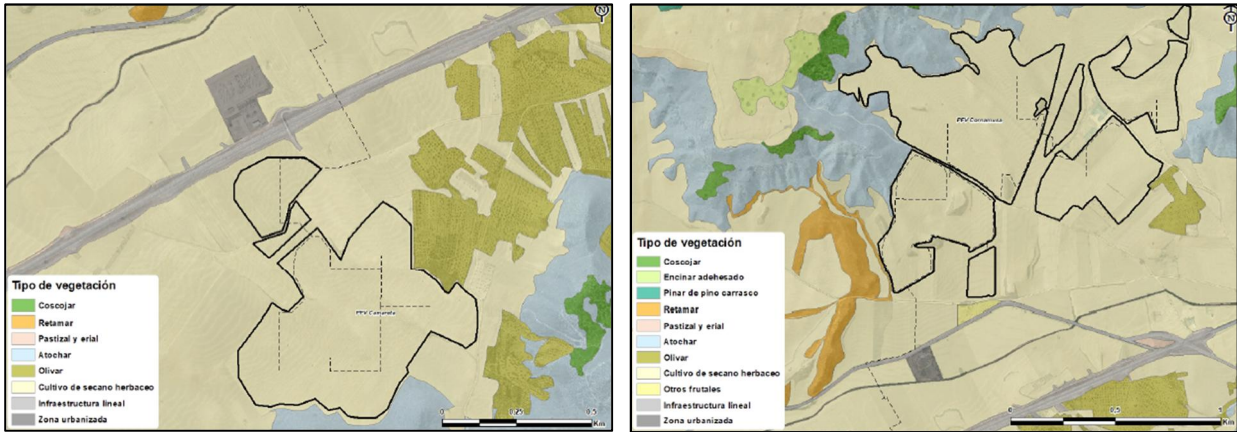 N
PFV Camarate
Tipo de vegetación
Coscojar
Retamar
Pastizal y erial
Atochar
Olivar
Cultivo de secano herbaceo
Infraestructura lineal
Zona urbanizada
0 0,25 0,5
Km
N
Tipo de vegetación
Coscojar
Encinar adehesado
Pinar de pino carrasco
Retamar
Pastizal y erial
Atochar
Olivar
Cultivo de secano herbaceo
Otros frutales
Infraestructura lineal
Zona urbanizada
0 0,5 1
Km